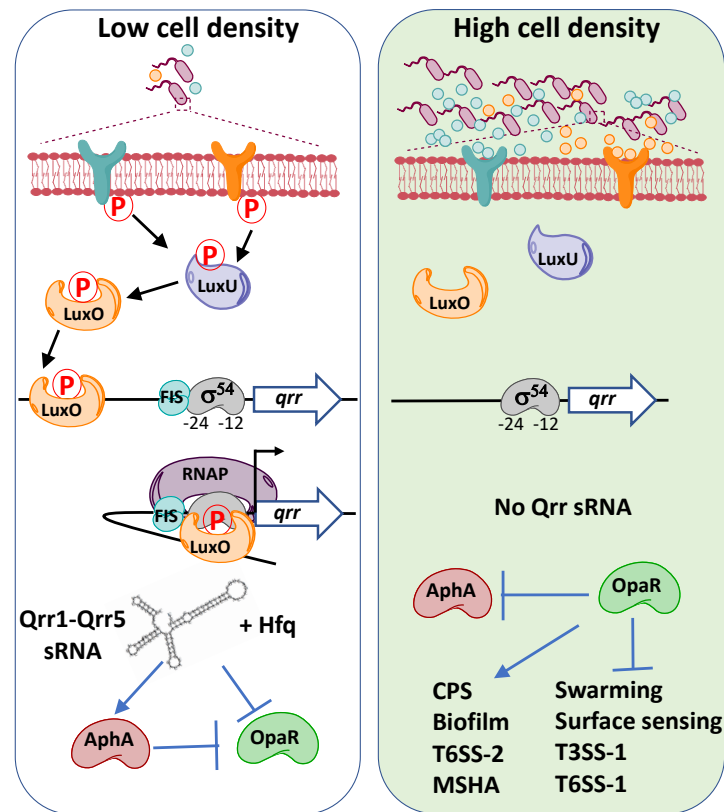 Low cell density
P
P
P
LuxU
P
LuxO
P
LuxO
FIS
σ54
qrr
-24 -12
RNAP
FIS
P
LuxO
qrr
Qrr1-Qrr5
sRNA
+ Hfq
AphA
OpaR
High cell density
LuxU
LuxO
σ54
qrr
-24 -12
No Qrr sRNA
AphA
OpaR
CPS
Biofilm
T6SS-2
MSHA
Swarming
Surface sensing
T3SS-1
T6SS-1